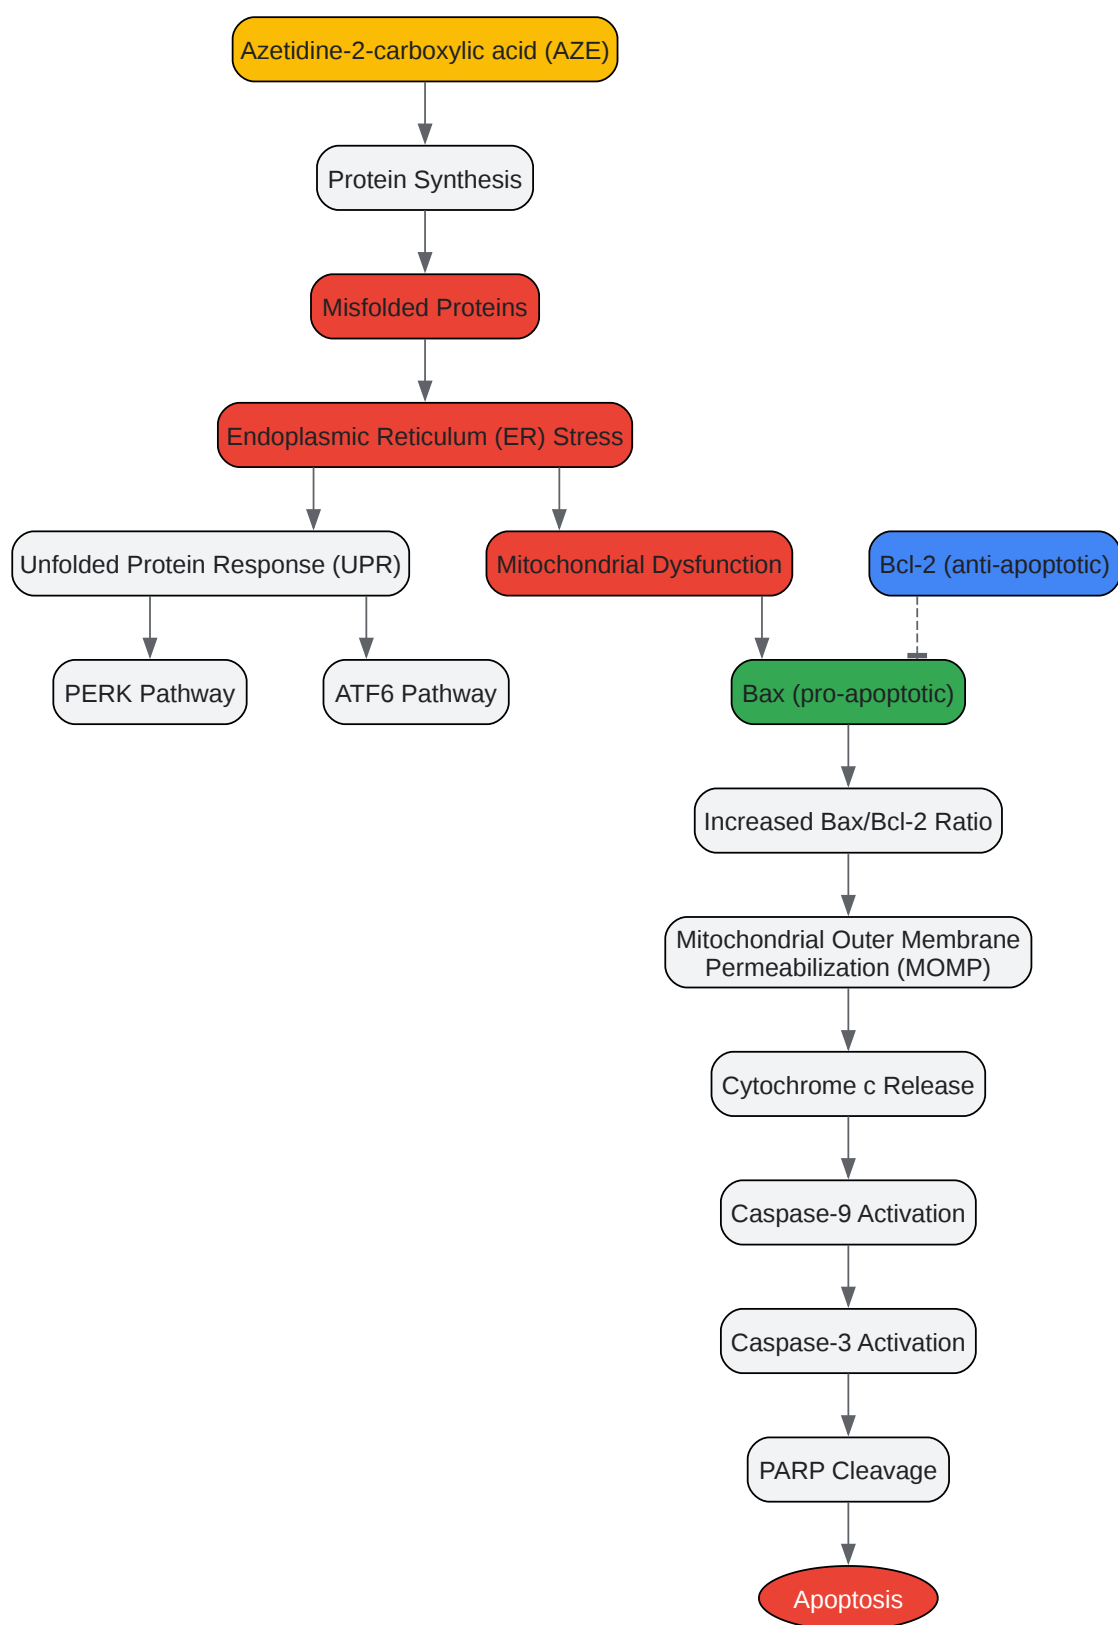 Azetidine-2-carboxylic acid (AZE)
Protein Synthesis
Misfolded Proteins
Endoplasmic Reticulum (ER) Stress
Unfolded Protein Response (UPR)
Mitochondrial Dysfunction
Bcl-2 (anti-apoptotic)
PERK Pathway
ATF6 Pathway
Bax (pro-apoptotic)
Increased Bax/Bcl-2 Ratio
Mitochondrial Outer Membrane
Permeabilization (MOMP)
Cytochrome c Release
Caspase-9 Activation
Caspase-3 Activation
PARP Cleavage
Apoptosis